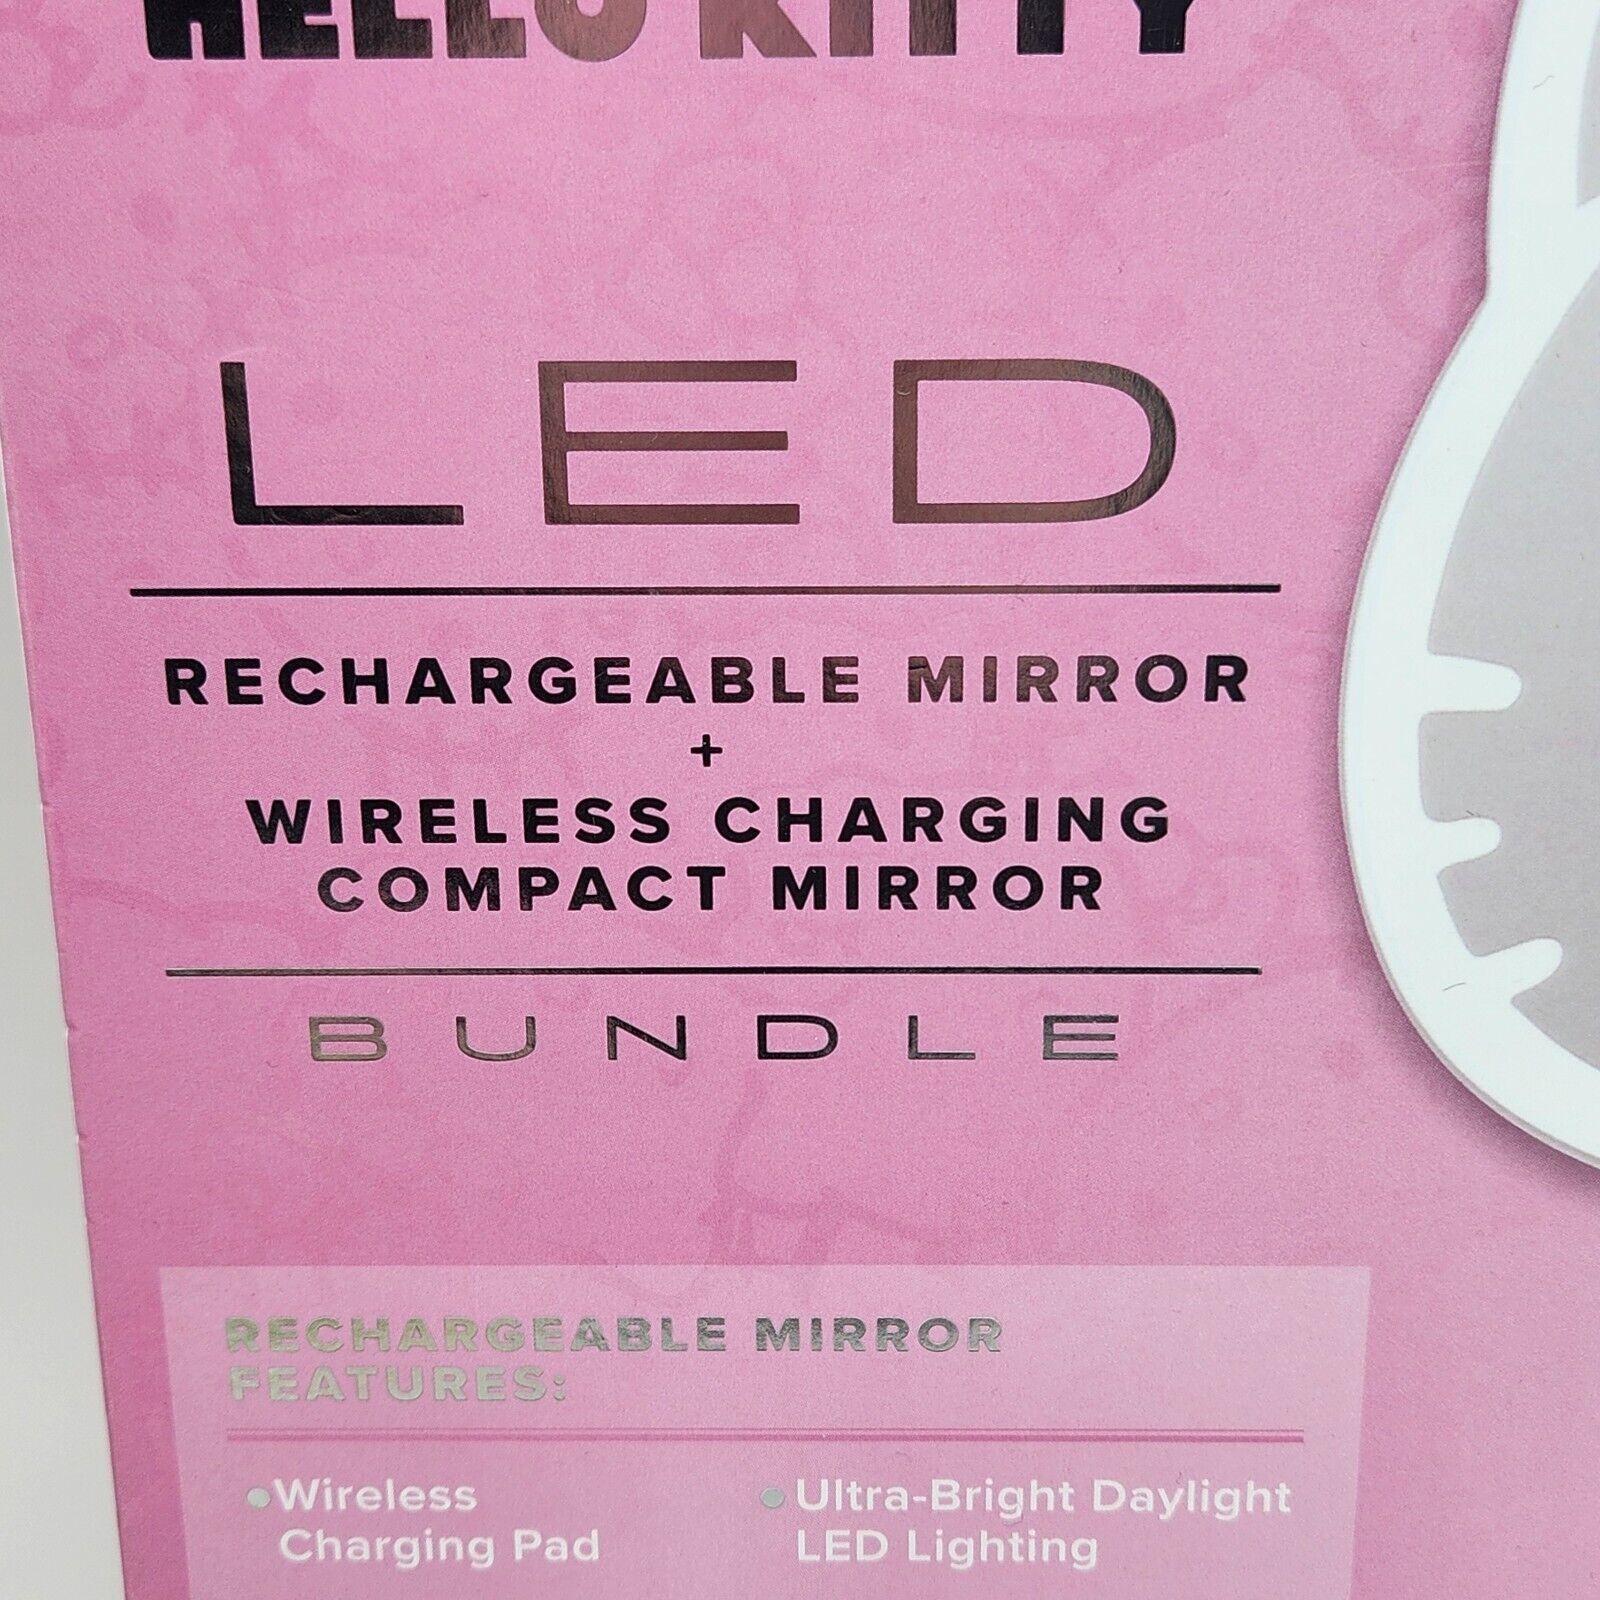 HELLO KITTY
LED
RECHARGEABLE MIRROR
+
WIRELESS CHARGING
COMPACT MIRROR
BUNDLE
RECHARGEABLE MIRROR
FEATURES:
•Wireless
Charging Pad
•Ultra-Bright Daylight
LED Lighting